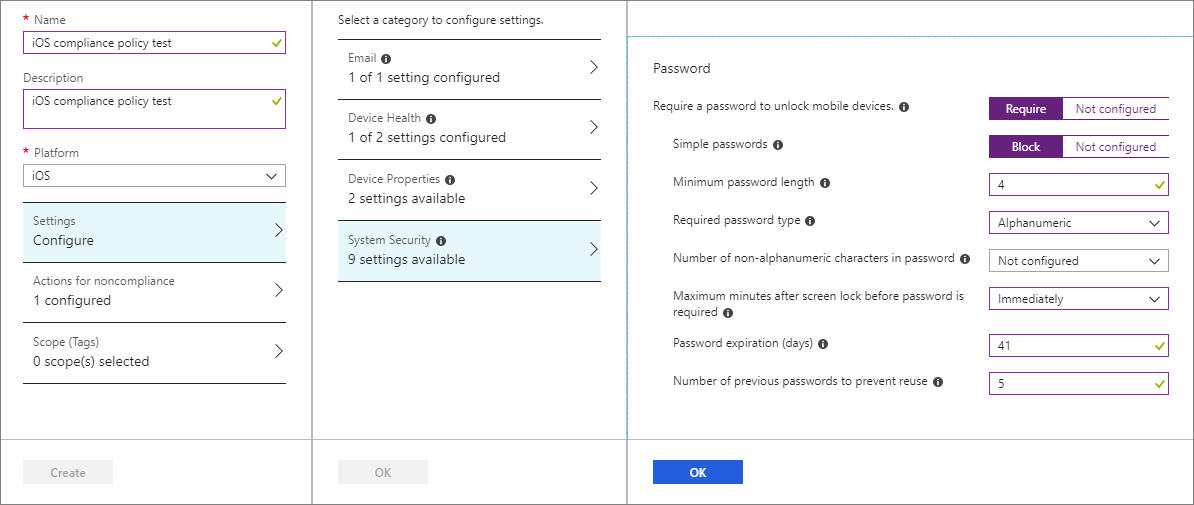 * Name
iOS compliance policy test
Description
iOS compliance policy test
* Platform
iOS
Settings
Configure
Actions for noncompliance
1 configured
Scope (Tags)
0 scope(s) selected
Create
Select a category to configure settings.
Email
1 of 1 setting configured
Device Health
1 of 2 settings configured
Device Properties
2 settings available
System Security
9 settings available
OK
Password
Require a password to unlock mobile devices.
Require Not configured
Simple passwords
Block Not configured
Minimum password length
4
Required password type
Alphanumeric
Number of non-alphanumeric characters in password
Not configured
Maximum minutes after screen lock before password is
required
Immediately
Password expiration (days)
41
Number of previous passwords to prevent reuse
5
OK